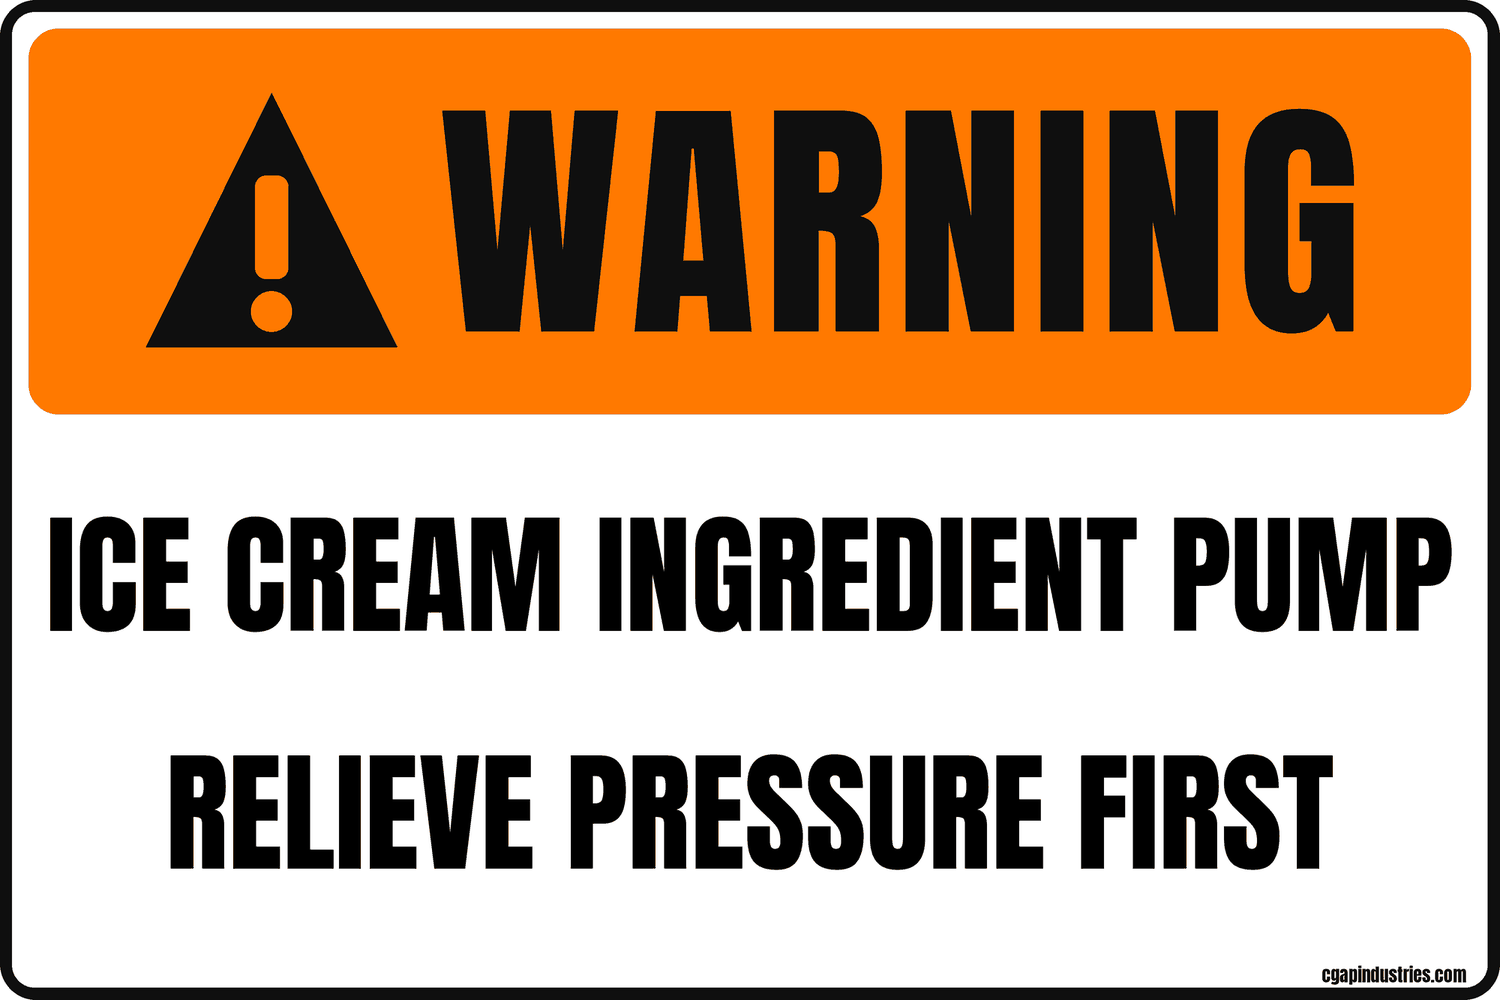 WARNING
ICE CREAM INGREDIENT PUMP
RELIEVE PRESSURE FIRST
cgapindustries.com